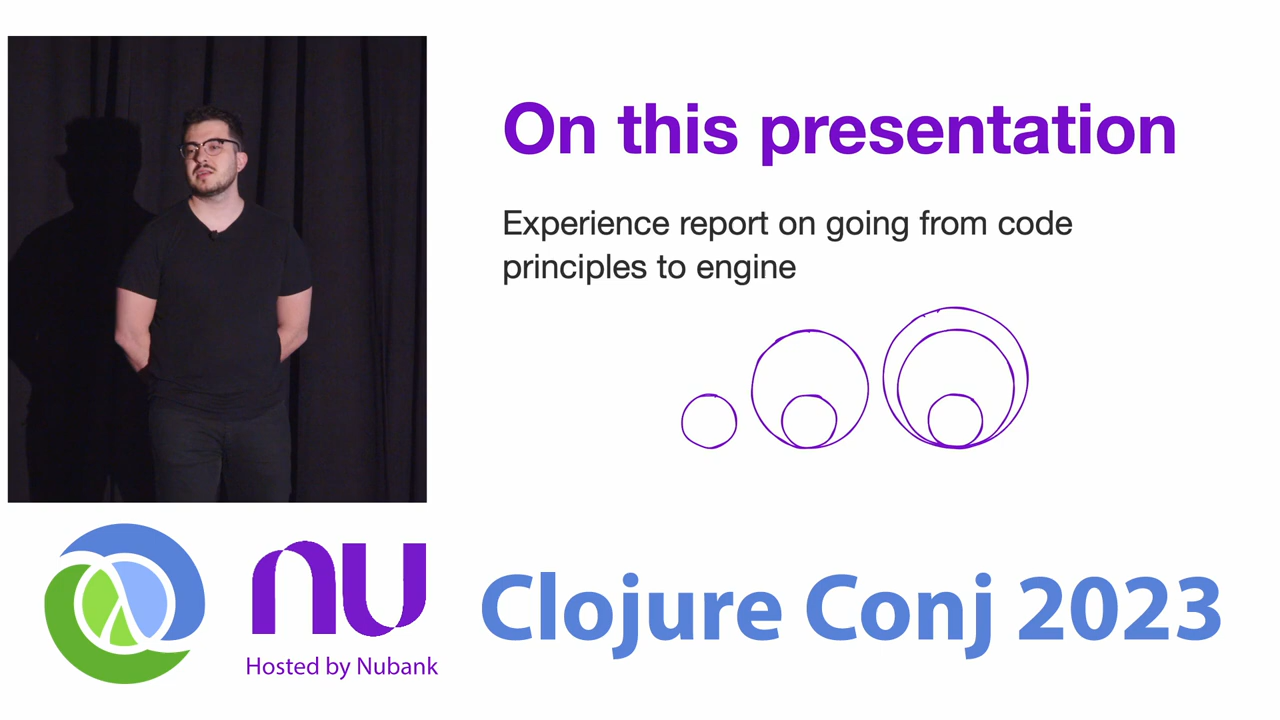 On this presentation
Experience report on going from code
principles to engine
nu
Hosted by Nubank
Clojure Conj 2023